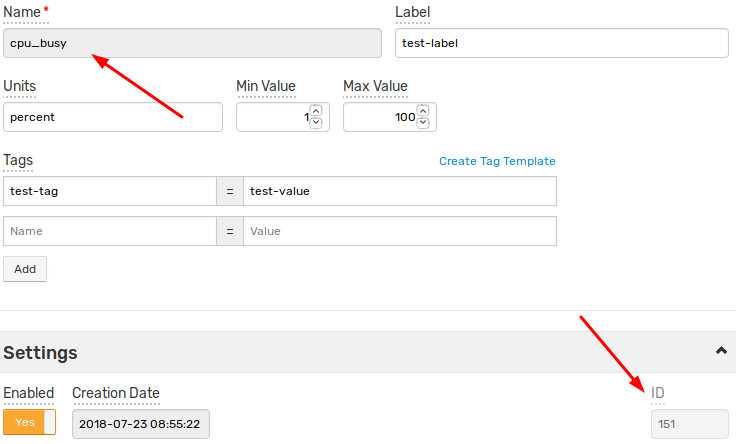 Name * Label
cpu_busy test-label
Units Min Value Max Value
percent 1 100
Tags Create Tag Template
test-tag = test-value
Name = Value
Add
Settings
Enabled Creation Date ID
Yes 2018-07-23 08:55:22 151